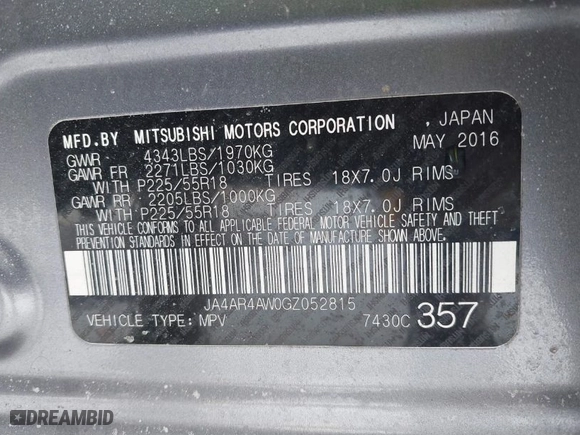 MFD.BY MITSUBISHI MOTORS CORPORATION , JAPAN
GVWR 4343LBS/1970KG MAY 2016
GAWR FR 2271LBS/1030KG
WITH P225/55R18 TIRES 18X7.0J RIMS
GAWR RR 2205LBS/1000KG
WITH P225/55R18 TIRES 18X7.0J RIMS
THIS VEHICLE CONFORMS TO ALL APPLICABLE FEDERAL MOTOR VEHICLE SAFETY AND THEFT
PREVENTION STANDARDS IN EFFECT ON THE DATE OF MANUFACTURE SHOWN ABOVE.
JA4AR4AW0GZ052815
VEHICLE TYPE: MPV 7430C 357
DREAMBID